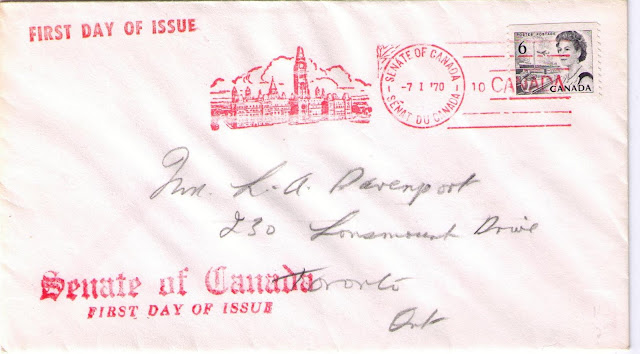 FIRST DAY OF ISSUE
SENATE OF CANADA
SÉNAT DU CANADA
-7 I '70
10 CANADA
POSTES POSTAGE
6
CANADA
L. A. Davenport
230 Lonsmount Drive
Toronto
Ont
Senate of Canada
FIRST DAY OF ISSUE